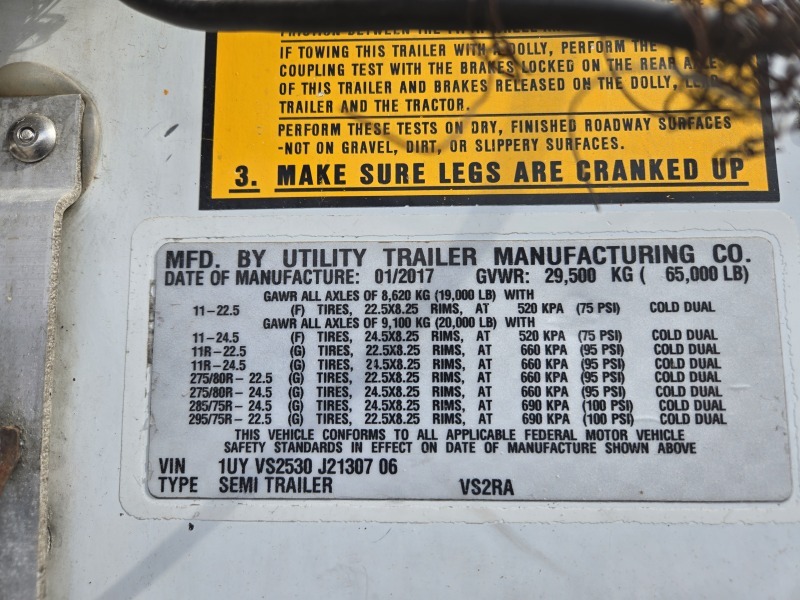 IF TOWING THIS TRAILER WITH A DOLLY, PERFORM THE
COUPLING TEST WITH THE BRAKES LOCKED ON THE REAR AXLE
OF THIS TRAILER AND BRAKES RELEASED ON THE DOLLY,
TRAILER AND THE TRACTOR.
PERFORM THESE TESTS ON DRY, FINISHED ROADWAY SURFACES
-NOT ON GRAVEL, DIRT, OR SLIPPERY SURFACES.
3. MAKE SURE LEGS ARE CRANKED UP
MFD. BY UTILITY TRAILER MANUFACTURING CO.
DATE OF MANUFACTURE: 01/2017 GVWR: 29,500 KG ( 65,000 LB)
GAWR ALL AXLES OF 8,620 KG (19,000 LB) WITH
11-22.5 (F) TIRES, 22.5X8.25 RIMS, AT 520 KPA (75 PSI) COLD DUAL
GAWR ALL AXLES OF 9,100 KG (20,000 LB) WITH
11-24.5 (F) TIRES, 24.5X8.25 RIMS, AT 520 KPA (75 PSI) COLD DUAL
11R-22.5 (G) TIRES, 22.5X8.25 RIMS, AT 660 KPA (95 PSI) COLD DUAL
11R-24.5 (G) TIRES, 24.5X8.25 RIMS, AT 660 KPA (95 PSI) COLD DUAL
275/80R- 22.5 (G) TIRES, 22.5X8.25 RIMS, AT 660 KPA (95 PSI) COLD DUAL
275/80R- 24.5 (G) TIRES, 24.5X8.25 RIMS, AT 660 KPA (95 PSI) COLD DUAL
285/75R- 24.5 (G) TIRES, 24.5X8.25 RIMS, AT 690 KPA (100 PSI) COLD DUAL
295/75R- 22.5 (G) TIRES, 22.5X8.25 RIMS, AT 690 KPA (100 PSI) COLD DUAL
THIS VEHICLE CONFORMS TO ALL APPLICABLE FEDERAL MOTOR VEHICLE
SAFETY STANDARDS IN EFFECT ON DATE OF MANUFACTURE SHOWN ABOVE
VIN 1UY VS2530 J21307 06
TYPE SEMI TRAILER VS2RA